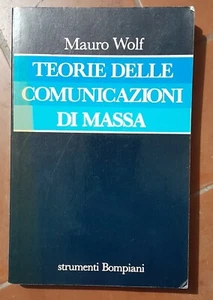 Mauro Wolf
TEORIE DELLE
COMUNICAZIONI
DI MASSA
strumenti Bompiani